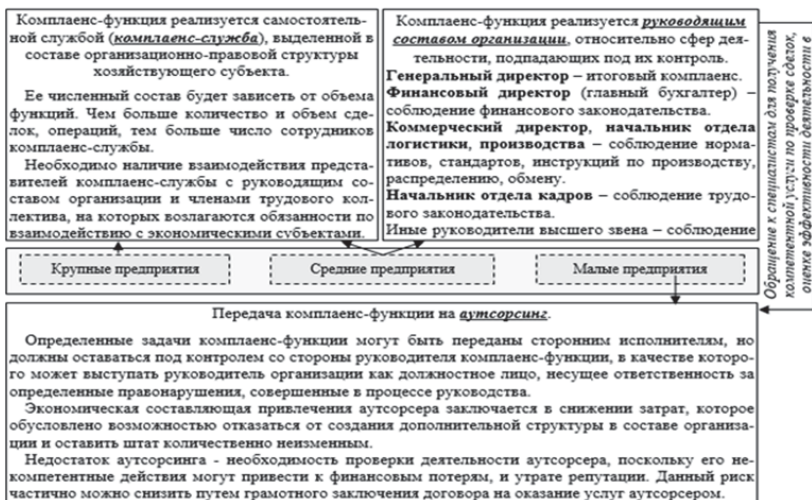 Комплаенс-функция реализуется самостоятель-
ной службой (комплаенс-служба), выделенной в
составе организационно-правовой структуры
хозяйствующего субъекта.
Ее численный состав будет зависеть от объема
функций. Чем больше количество и объем сде-
лок, операций, тем больше число сотрудников
комплаенс-службы.
Необходимо наличие взаимодействия предста-
вителей комплаенс-службы с руководящим со-
ставом организации и членами трудового кол-
лектива, на которых возлагаются обязанности по
взаимодействию с экономическими субъектами.
Комплаенс-функция реализуется руководящим
составом организации, относительно сфер дея-
тельности, подпадающих под их контроль.
Генеральный директор – итоговый комплаенс.
Финансовый директор (главный бухгалтер) –
соблюдение финансового законодательства.
Коммерческий директор, начальник отдела
логистики, производства – соблюдение норма-
тивов, стандартов, инструкций по производству,
распределению, обмену.
Начальник отдела кадров – соблюдение трудо-
вого законодательства.
Иные руководители высшего звена – соблюдение
Обращение к специалистам для получения
компетентной услуги по проверке сделок,
оценке эффективности деятельности в
Крупные предприятия
Средние предприятия
Малые предприятия
Передача комплаенс-функции на аутсорсинг.
Определенные задачи комплаенс-функции могут быть переданы сторонним исполнителям, но
должны оставаться под контролем со стороны руководителя комплаенс-функции, в качестве которо-
го может выступать руководитель организации как должностное лицо, несущее ответственность за
определенные правонарушения, совершенные в процессе руководства.
Экономическая составляющая привлечения аутсорсера заключается в снижении затрат, которое
обусловлено возможностью отказаться от создания дополнительной структуры в составе организа-
ции и оставить штат количественно неизменным.
Недостаток аутсорсинга - необходимость проверки деятельности аутсорсера, поскольку его не-
компетентные действия могут привести к финансовым потерям, и утрате репутации. Данный риск
частично можно снизить путем грамотного заключения договора на оказание услуг аутсорсером.